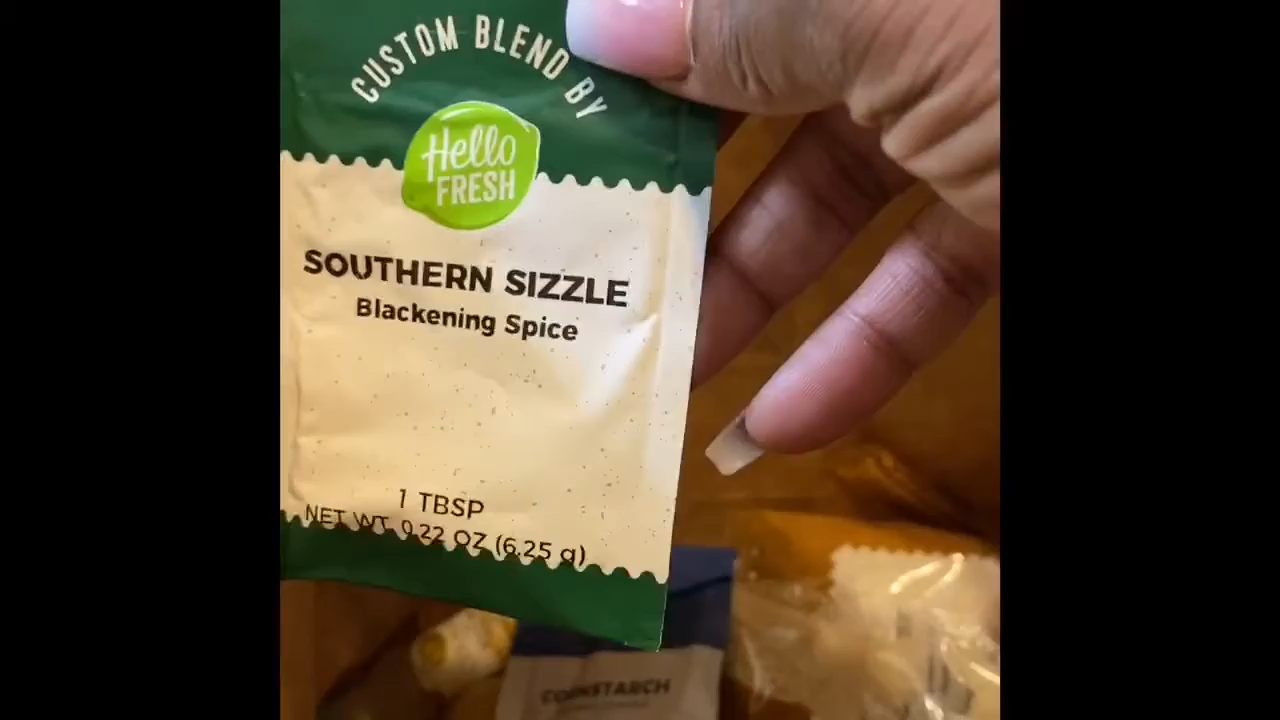 CUSTOM BLEND BY
Hello
FRESH
SOUTHERN SIZZLE
Blackening Spice
1 TBSP
NET WT. 0.22 OZ (6.25 g)
CORNSTARCH